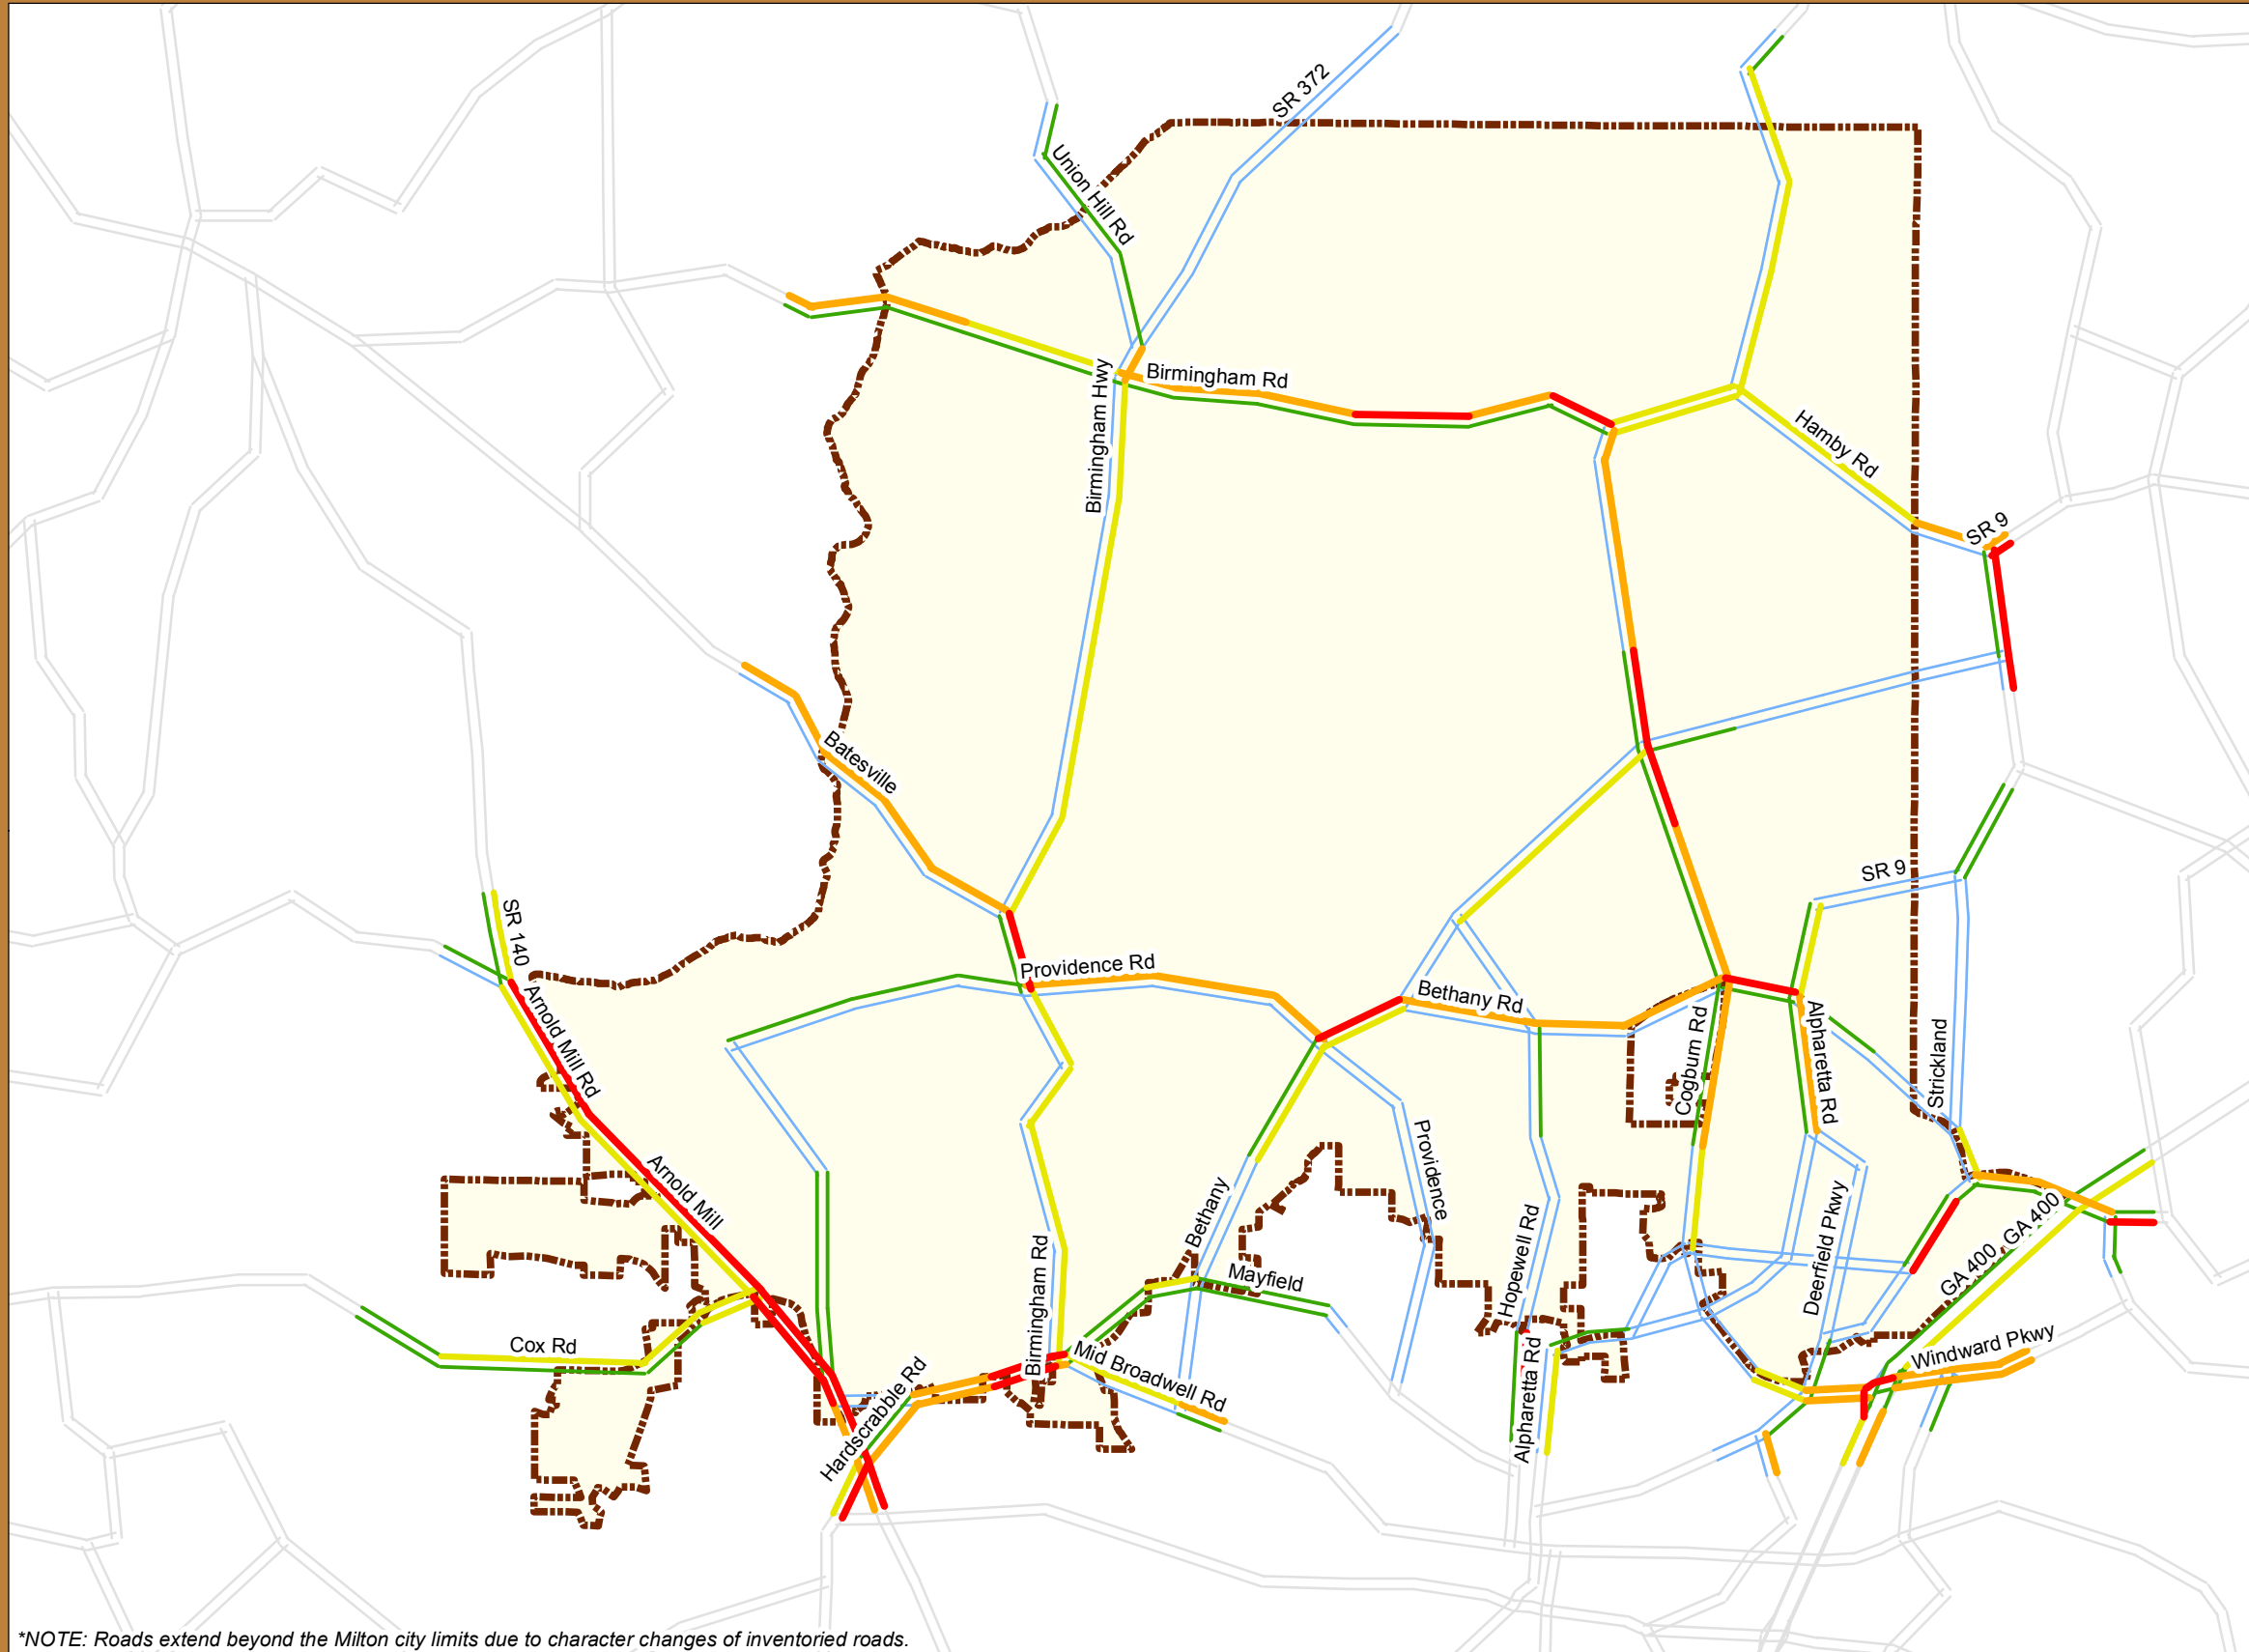 SR 372
Union Hill Rd
Birmingham Rd
Birmingham Hwy
Hamby Rd
SR 9
Batesville
SR 9
SR 140
Providence Rd
Bethany Rd
Arnold Mill Rd
Cogburn Rd
Alpharetta Rd
Strickland
Arnold Mill
Providence
Bethany
Deerfield Pkwy
GA 400
GA 400
Hopewell Rd
Mayfield
Birmingham Rd
Cox Rd
Mid Broadwell Rd
Windward Pkwy
Alpharetta Rd
Hardscrabble Rd
*NOTE: Roads extend beyond the Milton city limits due to character changes of inventoried roads.